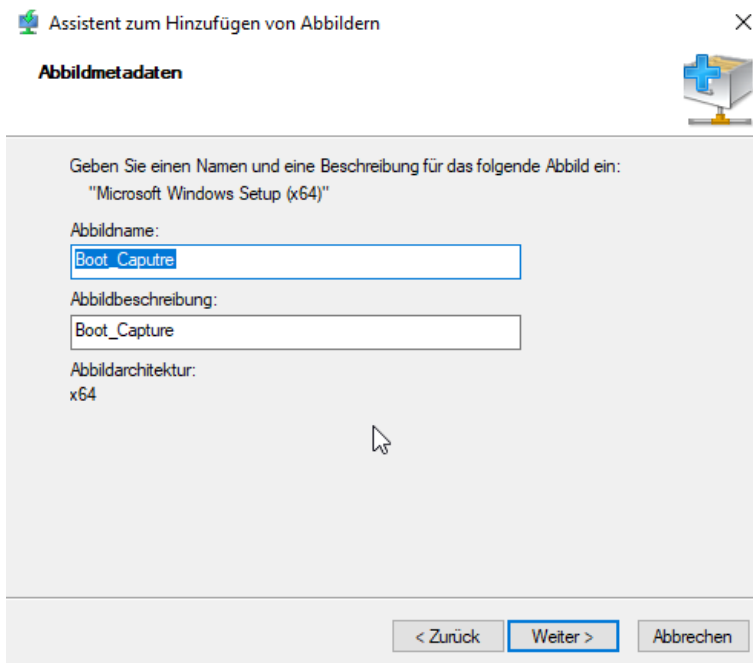 Assistent zum Hinzufügen von Abbildern
Abbildmetadaten
Geben Sie einen Namen und eine Beschreibung für das folgende Abbild ein:
"Microsoft Windows Setup (x64)"
Abbildname:
Boot_Caputre
Abbildbeschreibung:
Boot_Capture
Abbildarchitektur:
x64
< Zurück Weiter > Abbrechen